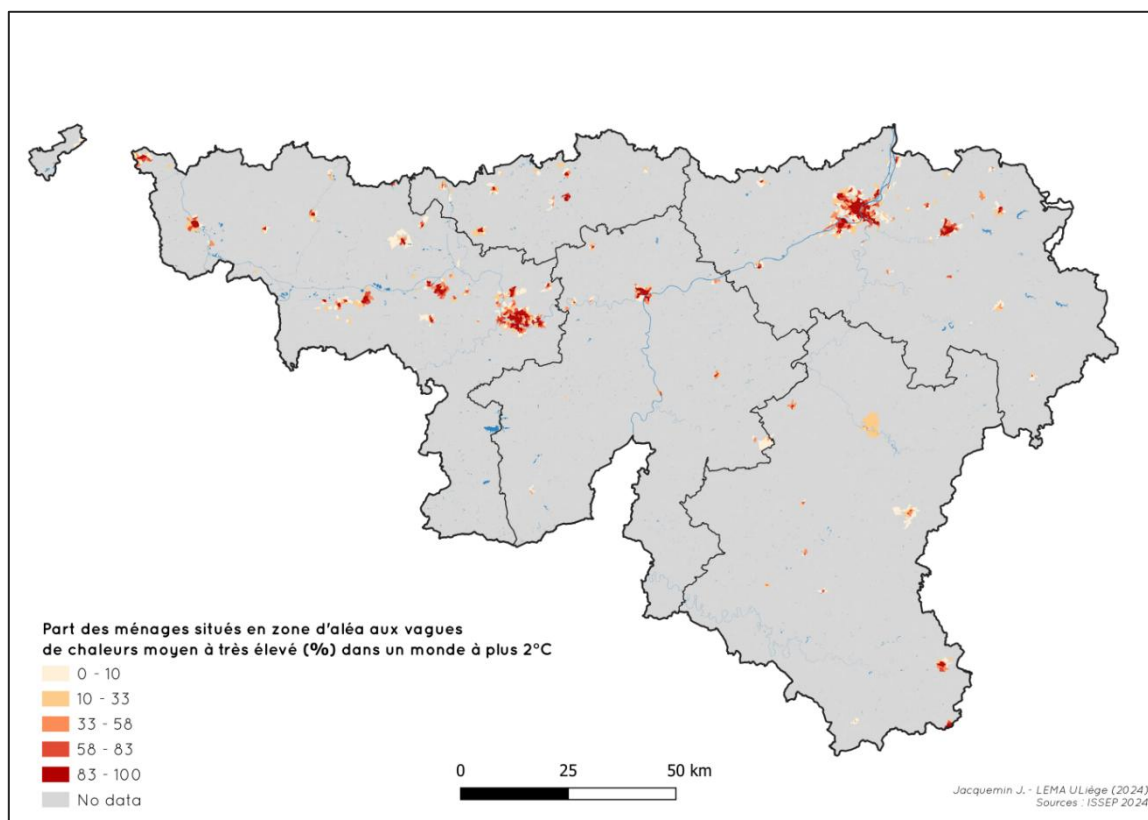 Part des ménages situés en zone d'aléa aux vagues
de chaleurs moyen à très élevé (%) dans un monde à plus 2°C
0 - 10
10 - 33
33 - 58
58 - 83
83 - 100
No data
0 25 50 km
Jacquemin J. - LEMA ULiége (2024)
Sources : ISSEP 2024